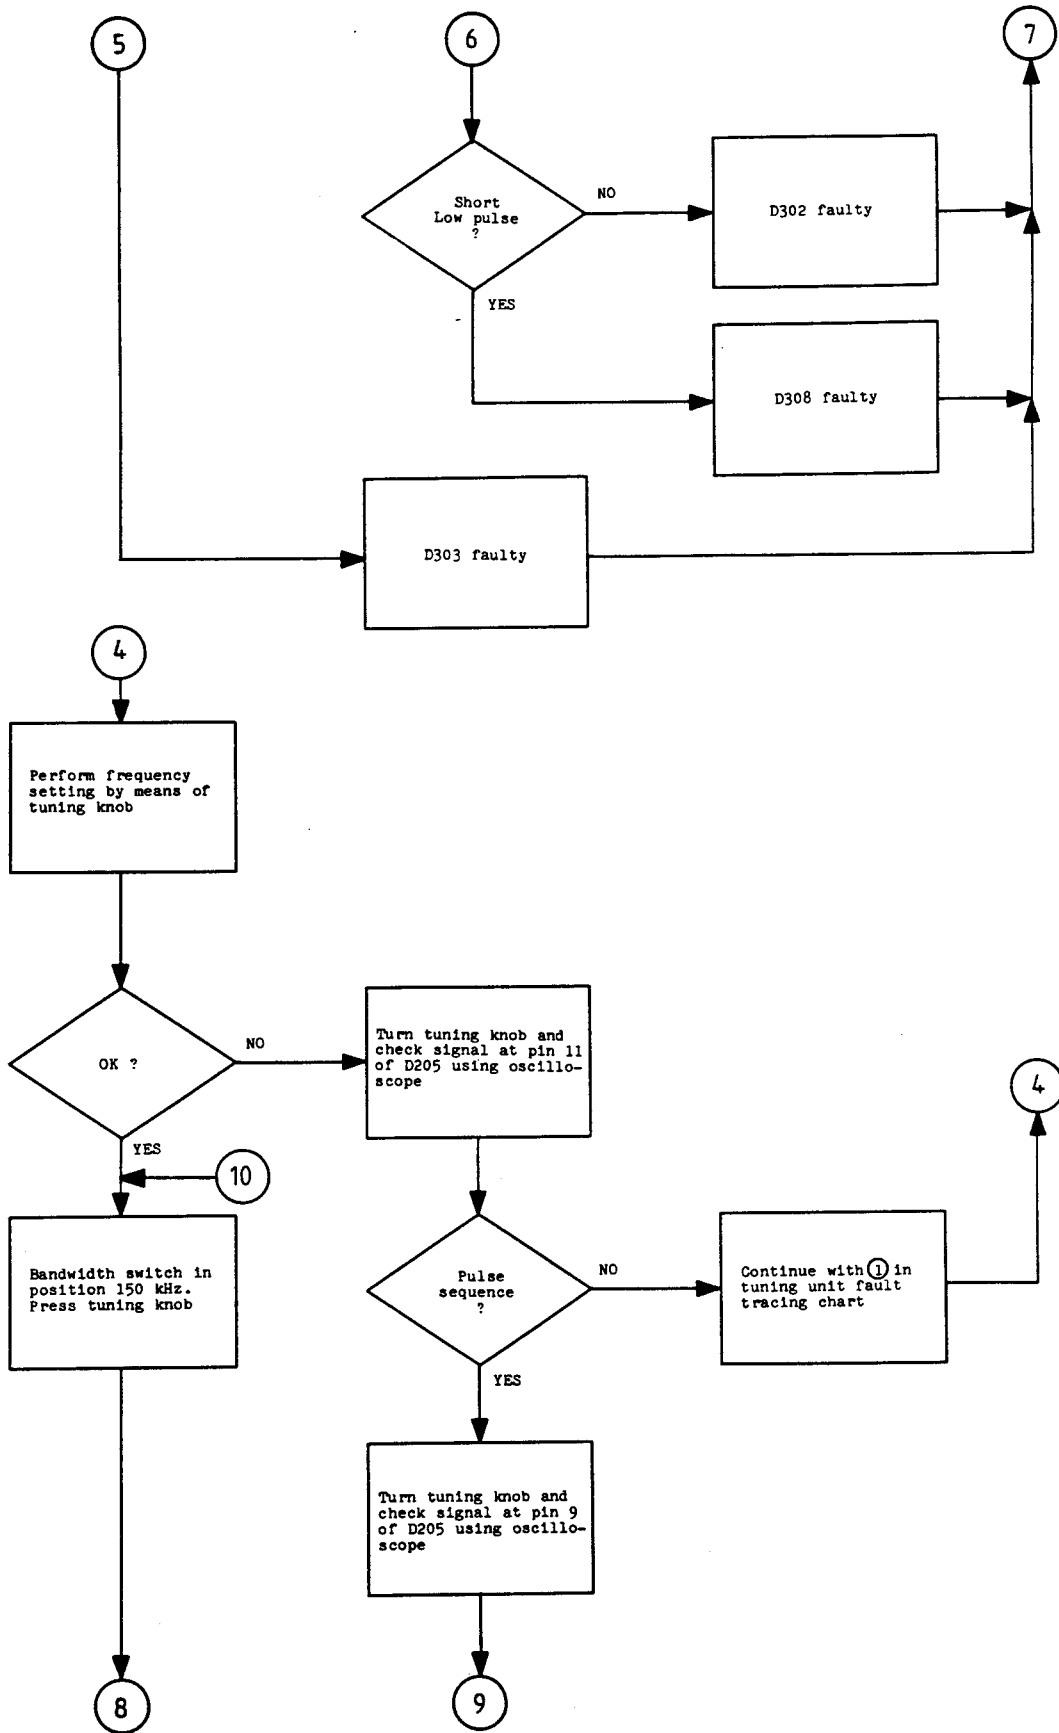 5
6
7
Short
Low pulse
?
NO
D302 faulty
YES
D308 faulty
D303 faulty
4
Perform frequency
setting by means of
tuning knob
OK ?
NO
Turn tuning knob and
check signal at pin 11
of D205 using oscillo-
scope
4
YES
10
Bandwidth switch in
position 150 kHz.
Press tuning knob
Pulse
sequence
?
NO
Continue with 1 in
tuning unit fault
tracing chart
YES
Turn tuning knob and
check signal at pin 9
of D205 using oscillo-
scope
8
9